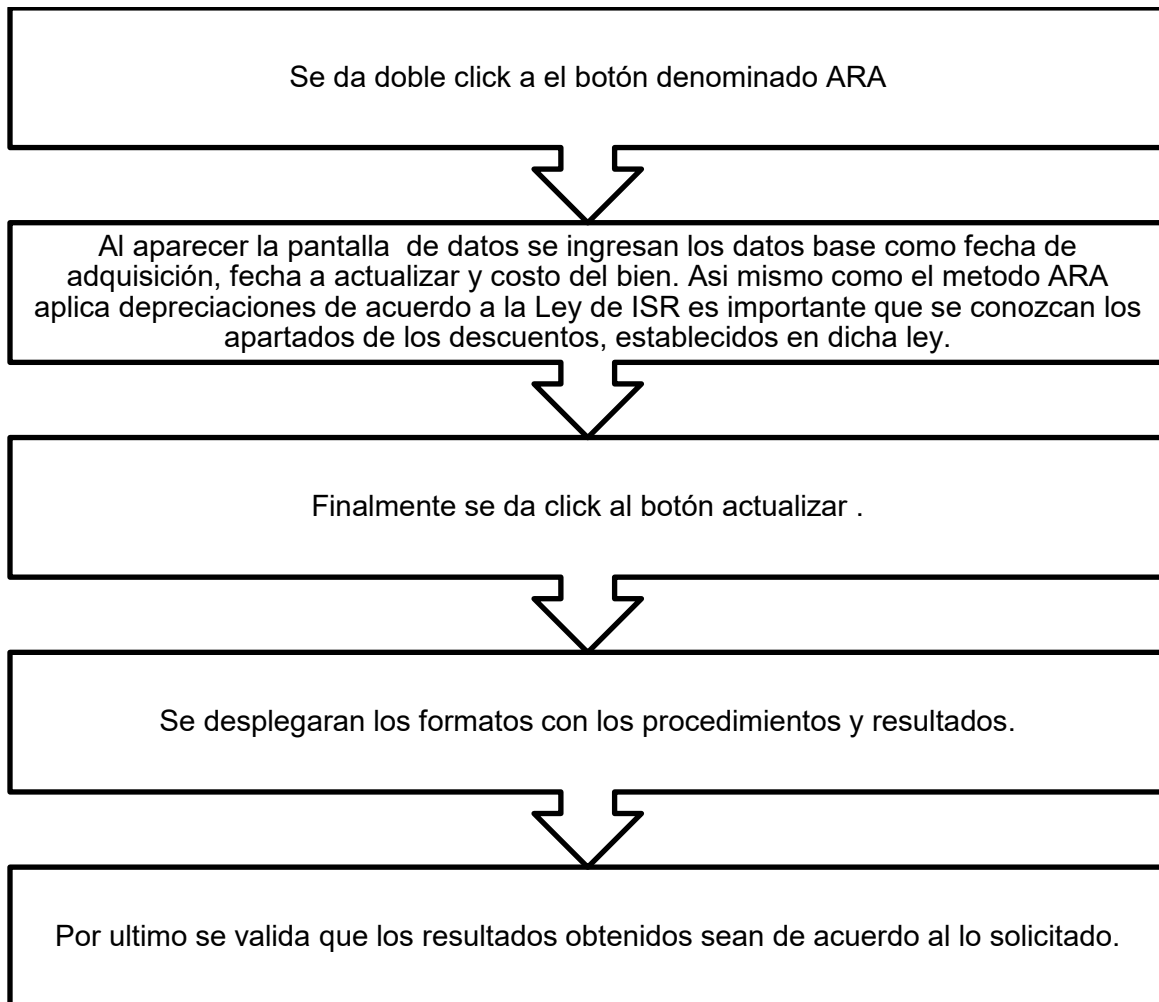 Se da doble click a el botón denominado ARA
Al aparecer la pantalla  de datos se ingresan los datos base como fecha de
adquisición, fecha a actualizar y costo del bien. Asi mismo como el metodo ARA
aplica depreciaciones de acuerdo a la Ley de ISR es importante que se conozcan los
apartados de los descuentos, establecidos en dicha ley.
Finalmente se da click al botón actualizar .
Se desplegaran los formatos con los procedimientos y resultados.
Por ultimo se valida que los resultados obtenidos sean de acuerdo al lo solicitado.